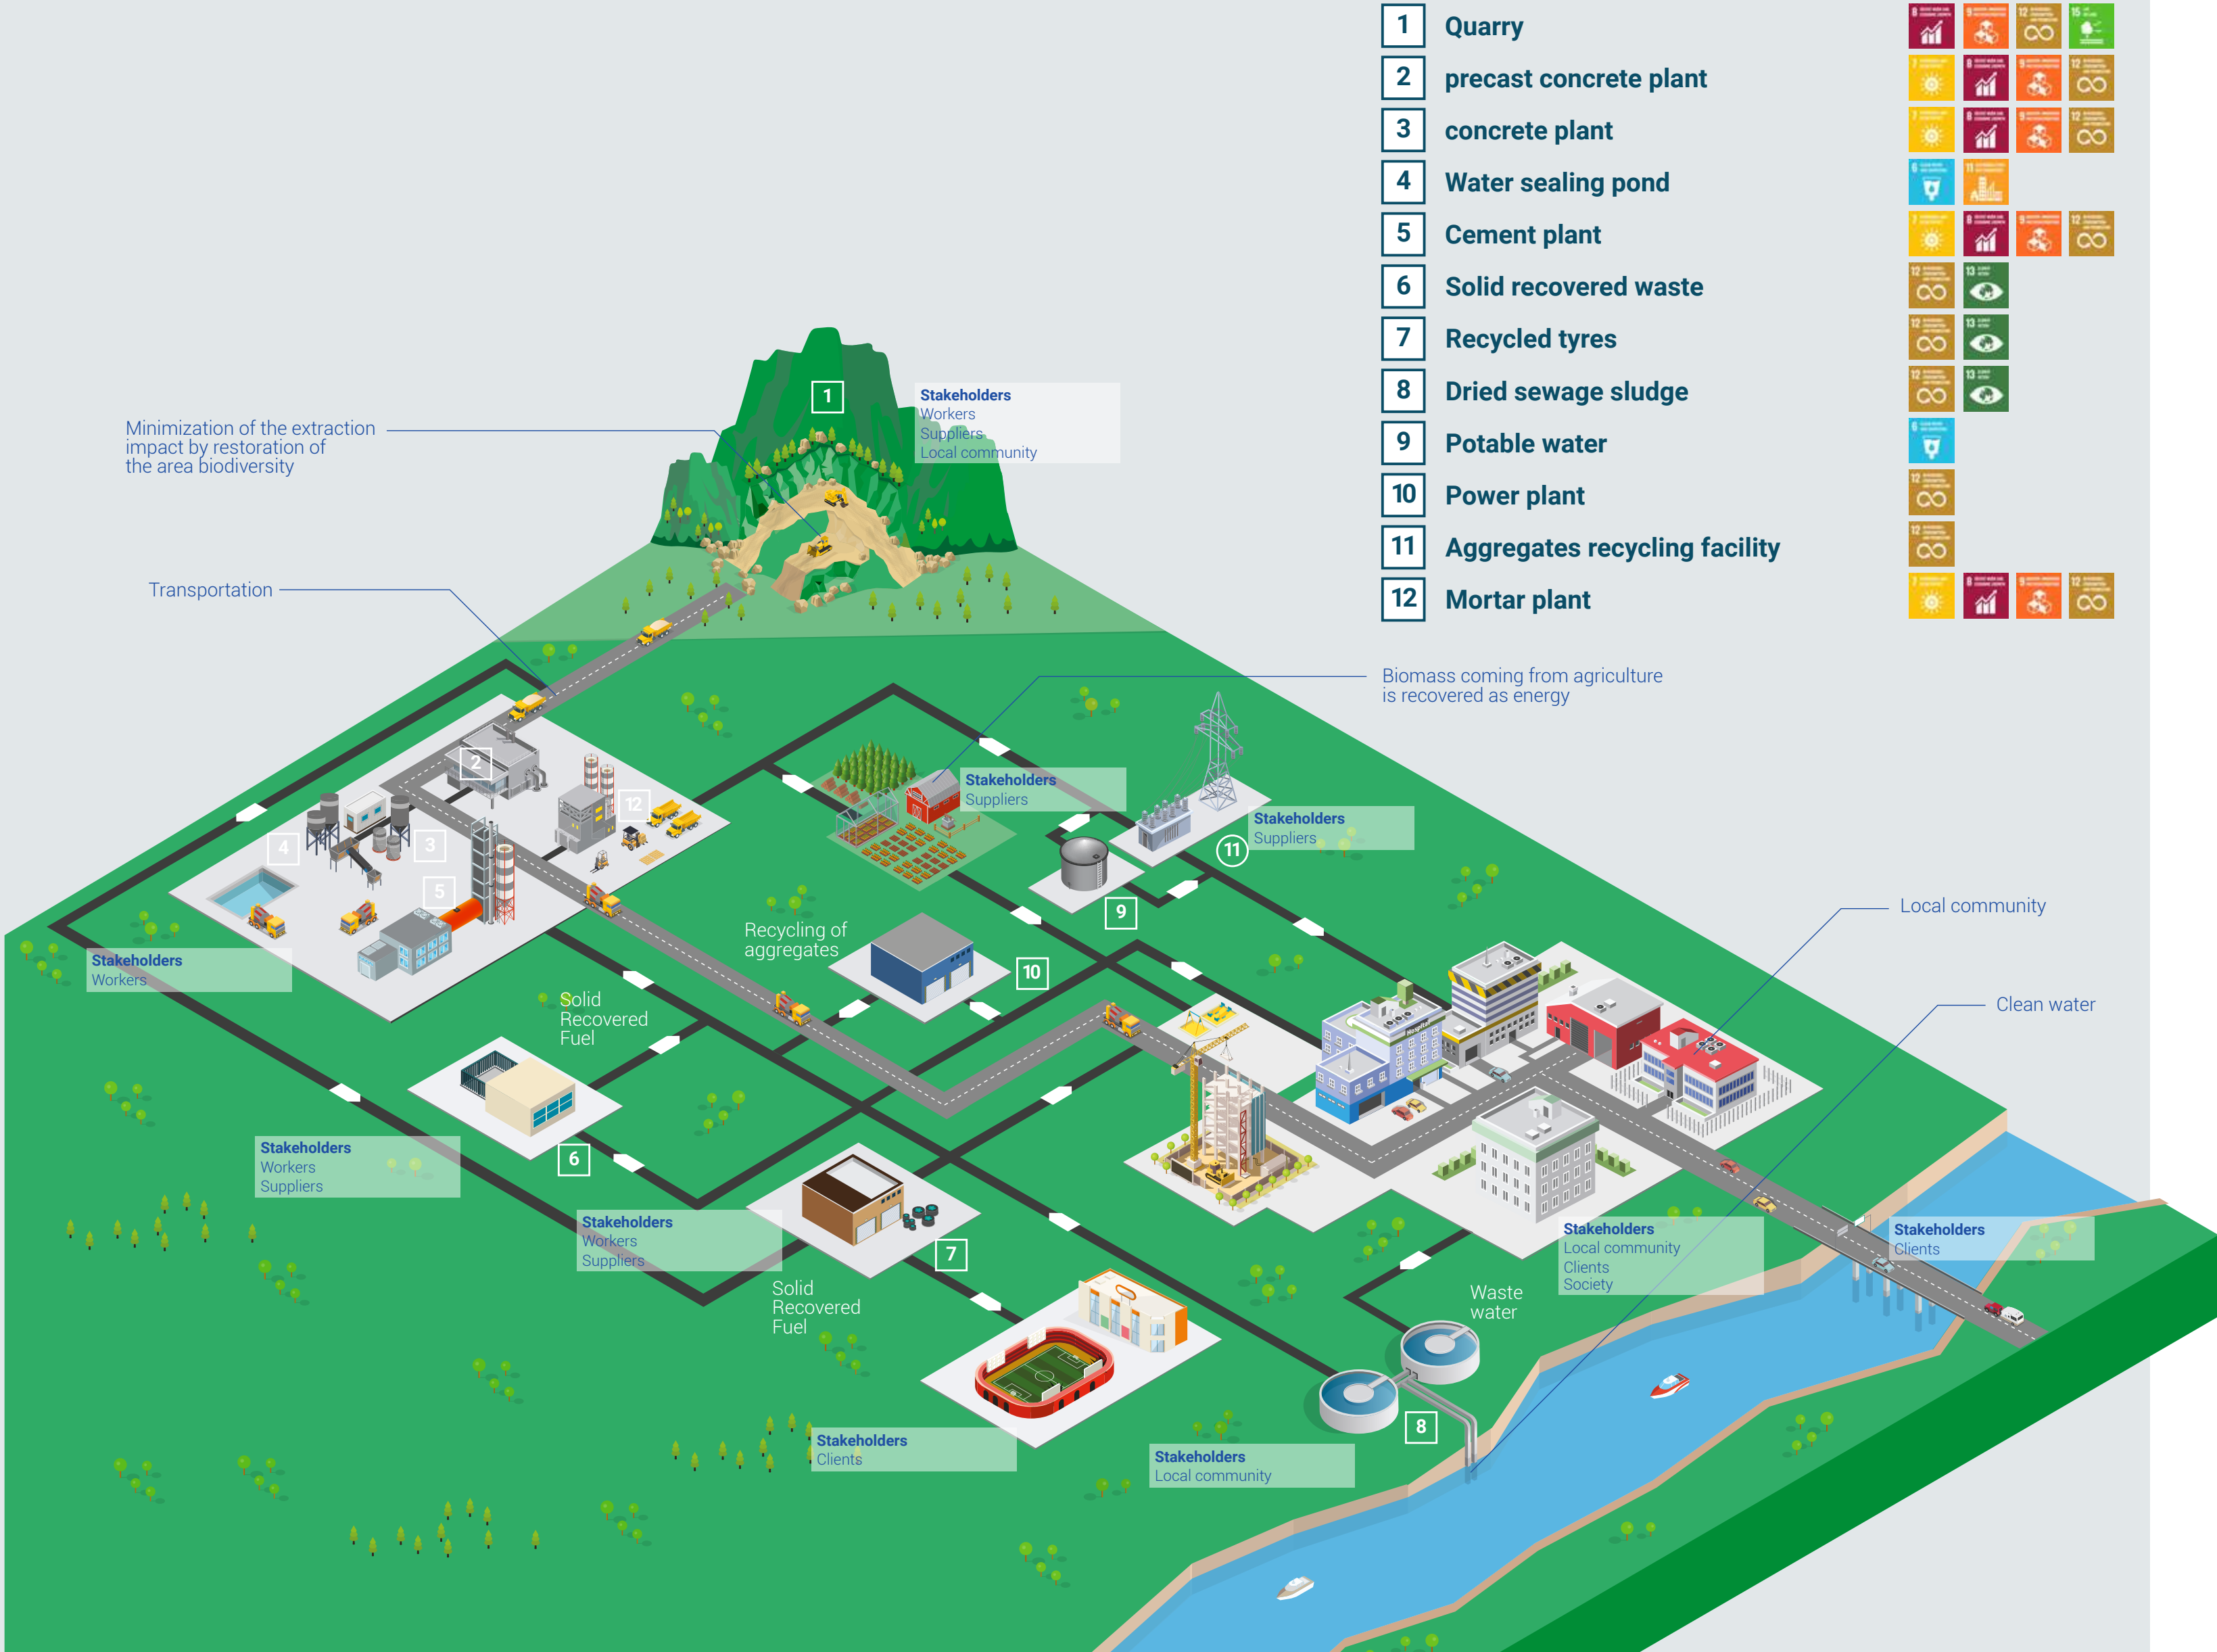 1 Quarry
2 precast concrete plant
3 concrete plant
4 Water sealing pond
5 Cement plant
6 Solid recovered waste
7 Recycled tyres
8 Dried sewage sludge
9 Potable water
10 Power plant
11 Aggregates recycling facility
12 Mortar plant
1
Stakeholders
Workers
Suppliers
Local community
Minimization of the extraction
impact by restoration of
the area biodiversity
Transportation
Biomass coming from agriculture
is recovered as energy
2
12
4
3
5
Stakeholders
Suppliers
Stakeholders
Suppliers
11
9
Local community
Recycling of
aggregates
10
Stakeholders
Workers
Solid
Recovered
Fuel
Clean water
Hospital
6
Stakeholders
Workers
Suppliers
Stakeholders
Workers
Suppliers
7
Stakeholders
Local community
Clients
Society
Stakeholders
Clients
Solid
Recovered
Fuel
Waste
water
8
Stakeholders
Clients
Stakeholders
Local community